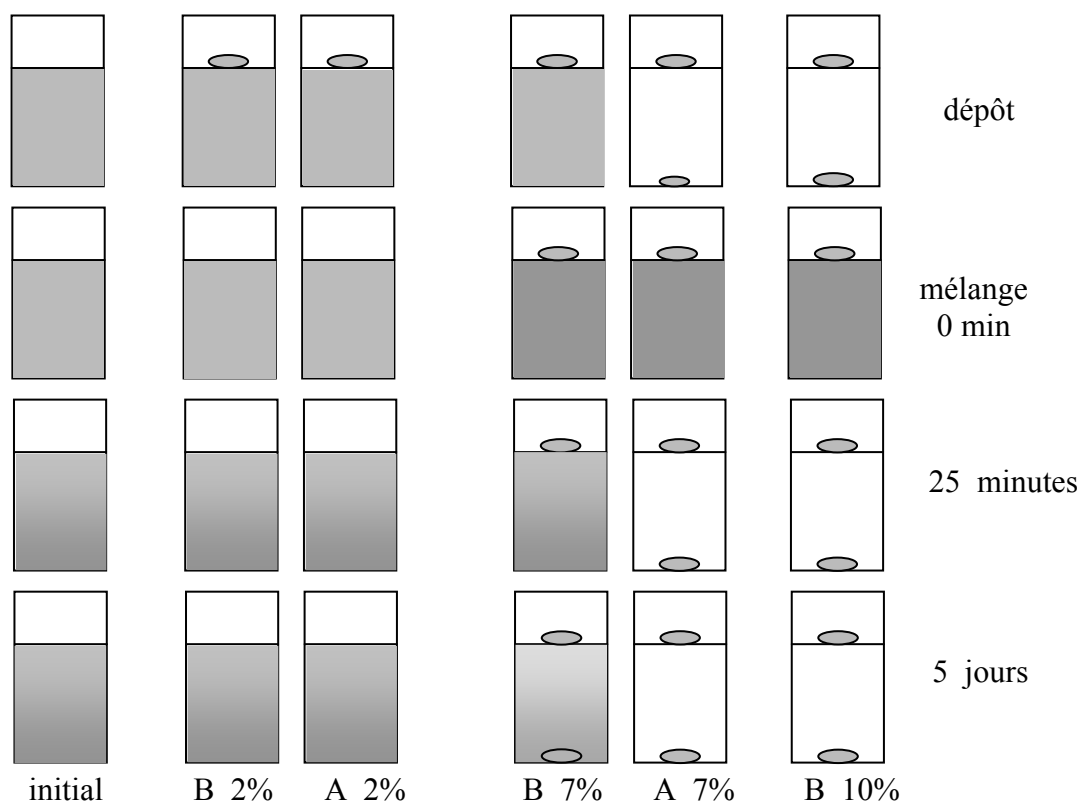 dépôt
mélange
0 min
25 minutes
5 jours
initial B 2% A 2% B 7% A 7% B 10%